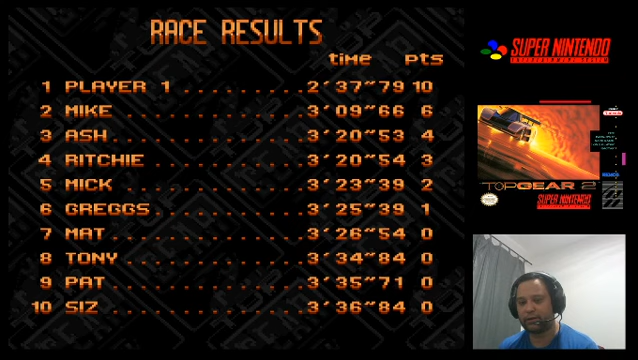 RACE RESULTS
time pts
1 PLAYER 1 .......... 2'37"79 10
2 MIKE .............. 3'09"66 6
3 ASH ............... 3'20"53 4
4 RITCHIE ........... 3'20"54 3
5 MICK .............. 3'23"39 2
6 GREGGS ............ 3'25"39 1
7 MAT ............... 3'26"54 0
8 TONY .............. 3'34"84 0
9 PAT ............... 3'35"71 0
10 SIZ .............. 3'36"84 0
SUPER NINTENDO
ENTERTAINMENT SYSTEM
TOP GEAR 2
SUPER NINTENDO